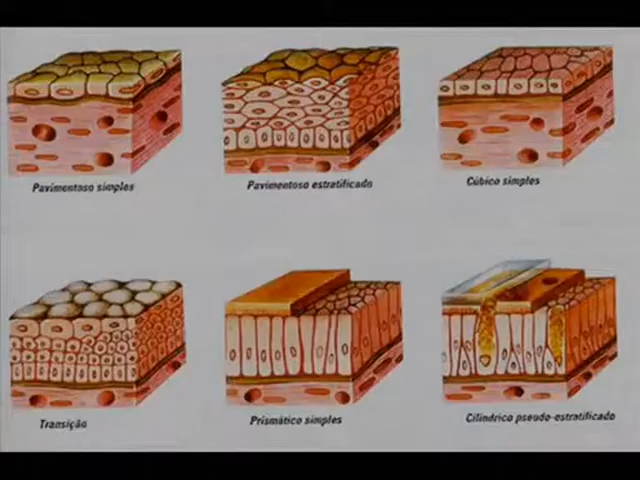 Pavimentoso simples
Pavimentoso estratificado
Cúbico simples
Transição
Prismático simples
Cilíndrico pseudo-estratificado